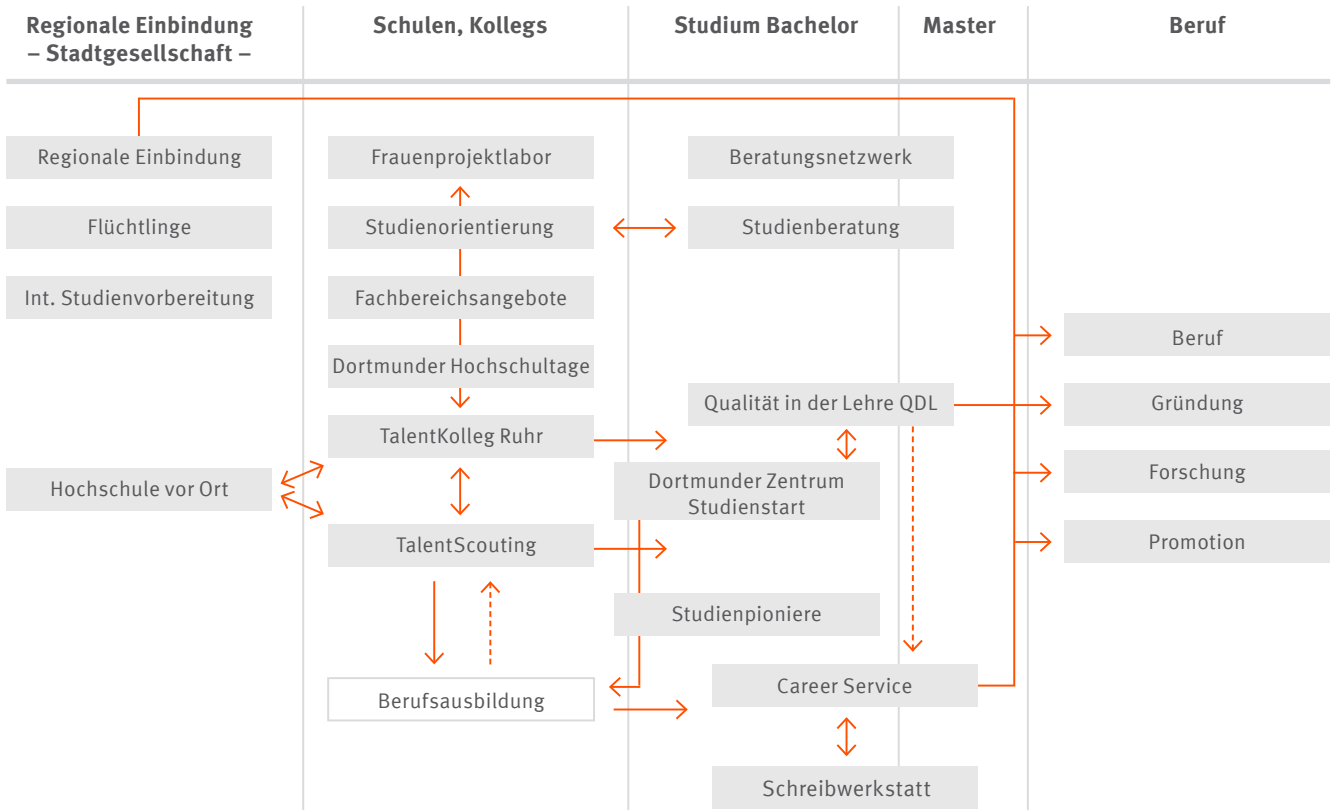 Regionale Einbindung
– Stadtgesellschaft –
Schulen, Kollegs
Studium Bachelor
Master
Beruf
Regionale Einbindung
Frauenprojektlabor
Beratungsnetzwerk
Flüchtlinge
Studienorientierung
Studienberatung
Int. Studienvorbereitung
Fachbereichsangebote
Beruf
Dortmunder Hochschultage
Qualität in der Lehre QDL
Gründung
TalentKolleg Ruhr
Hochschule vor Ort
Dortmunder Zentrum
Studienstart
Forschung
TalentScouting
Promotion
Studienpioniere
Berufsausbildung
Career Service
Schreibwerkstatt